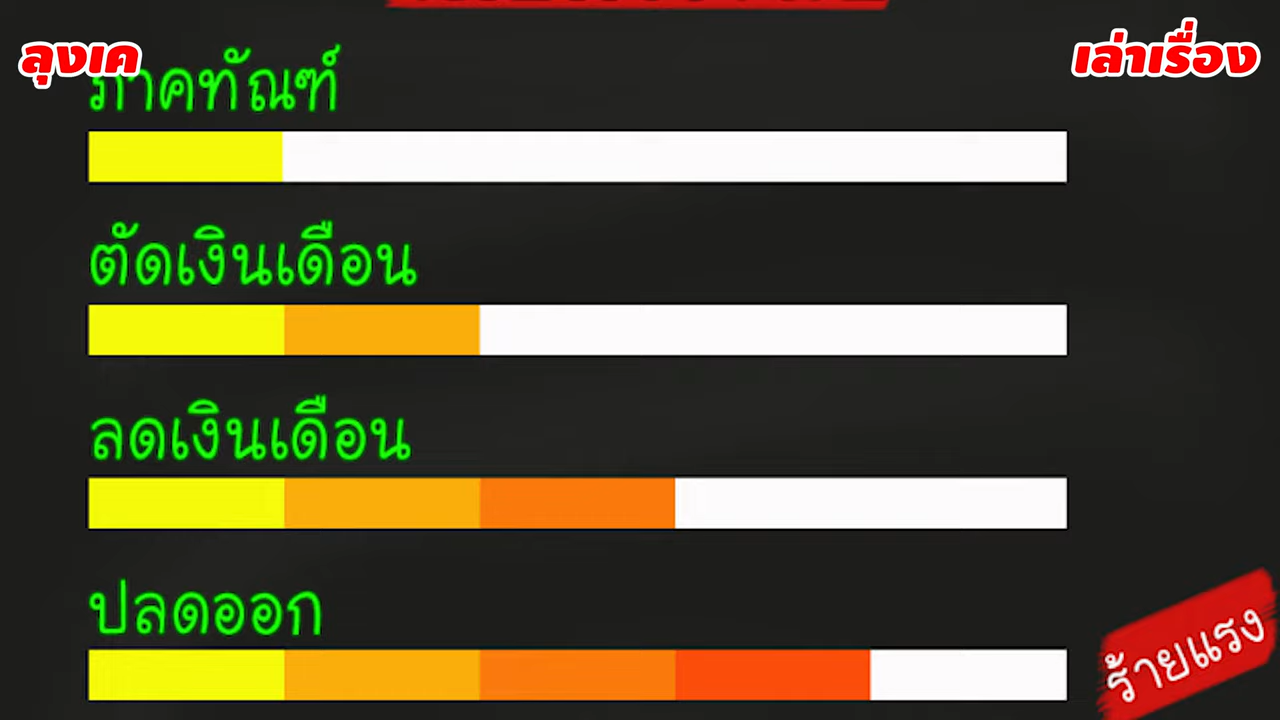 ลุงเค
เล่าเรื่อง
ภาคทัณฑ์
ตัดเงินเดือน
ลดเงินเดือน
ปลดออก
ร้ายแรง